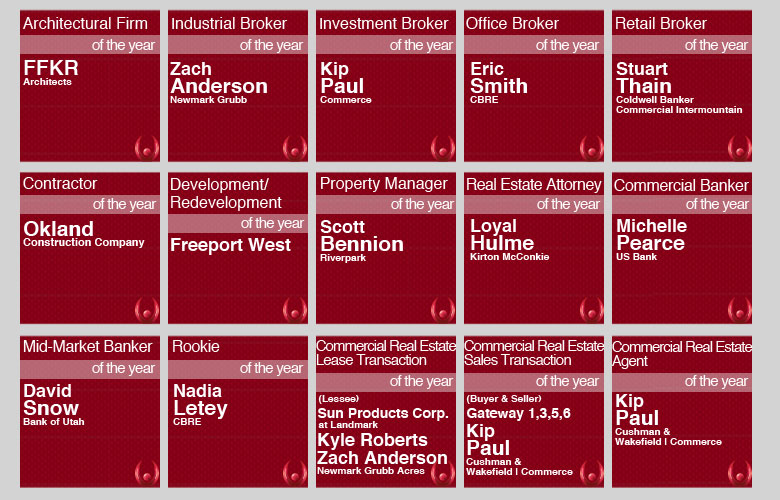 Architectural Firm
of the year
FFKR
Architects
Industrial Broker
of the year
Zach
Anderson
Newmark Grubb
Investment Broker
of the year
Kip
Paul
Commerce
Office Broker
of the year
Eric
Smith
CBRE
Retail Broker
of the year
Stuart
Thain
Coldwell Banker
Commercial Intermountain
Contractor
of the year
Okland
Construction Company
Development/
Redevelopment
of the year
Freeport West
Property Manager
of the year
Scott
Bennion
Riverpark
Real Estate Attorney
of the year
Loyal
Hulme
Kirton McConkie
Commercial Banker
of the year
Michelle
Pearce
US Bank
Mid-Market Banker
of the year
David
Snow
Bank of Utah
Rookie
of the year
Nadia
Letey
CBRE
Commercial Real Estate
Lease Transaction
of the year
(Lessee)
Sun Products Corp.
at Landmark
Kyle Roberts
Zach Anderson
Newmark Grubb Acres
Commercial Real Estate
Sales Transaction
of the year
(Buyer & Seller)
Gateway 1,3,5,6
Kip
Paul
Cushman &
Wakefield | Commerce
Commercial Real Estate
Agent
of the year
Kip
Paul
Cushman &
Wakefield | Commerce